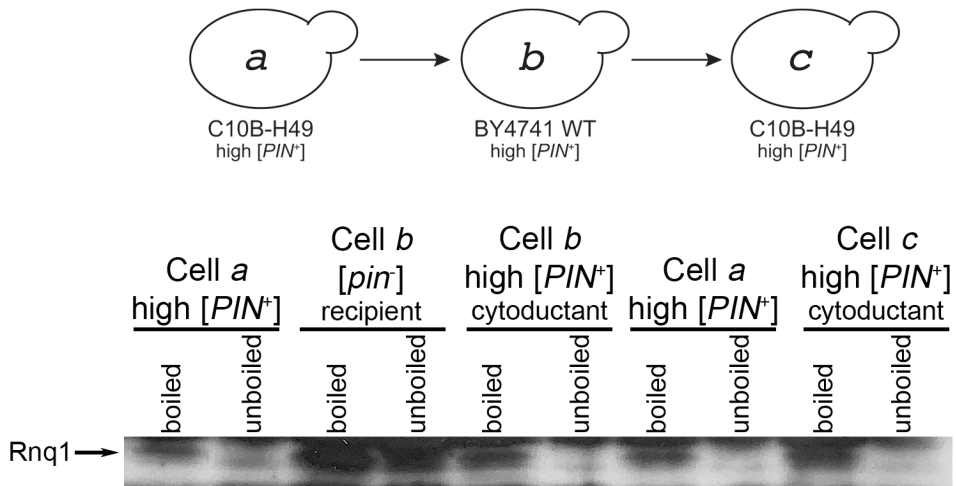 a
b
c
C10B-H49
high [PIN⁺]
BY4741 WT
high [PIN⁺]
C10B-H49
high [PIN⁺]
Cell a
high [PIN⁺]
Cell b
[pin⁻]
recipient
Cell b
high [PIN⁺]
cytoductant
Cell a
high [PIN⁺]
Cell c
high [PIN⁺]
cytoductant
boiled
unboiled
boiled
unboiled
boiled
unboiled
boiled
unboiled
boiled
unboiled
Rnq1